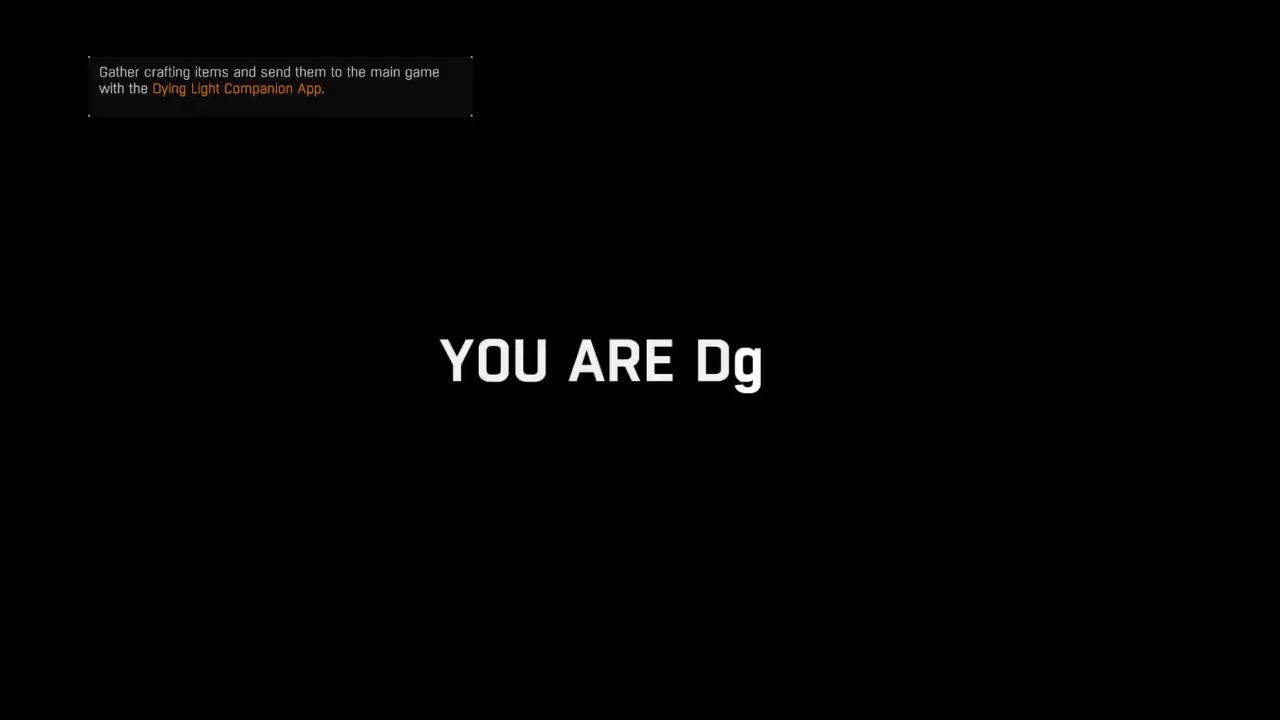 Gather crafting items and send them to the main game
with the Dying Light Companion App.
YOU ARE Dg